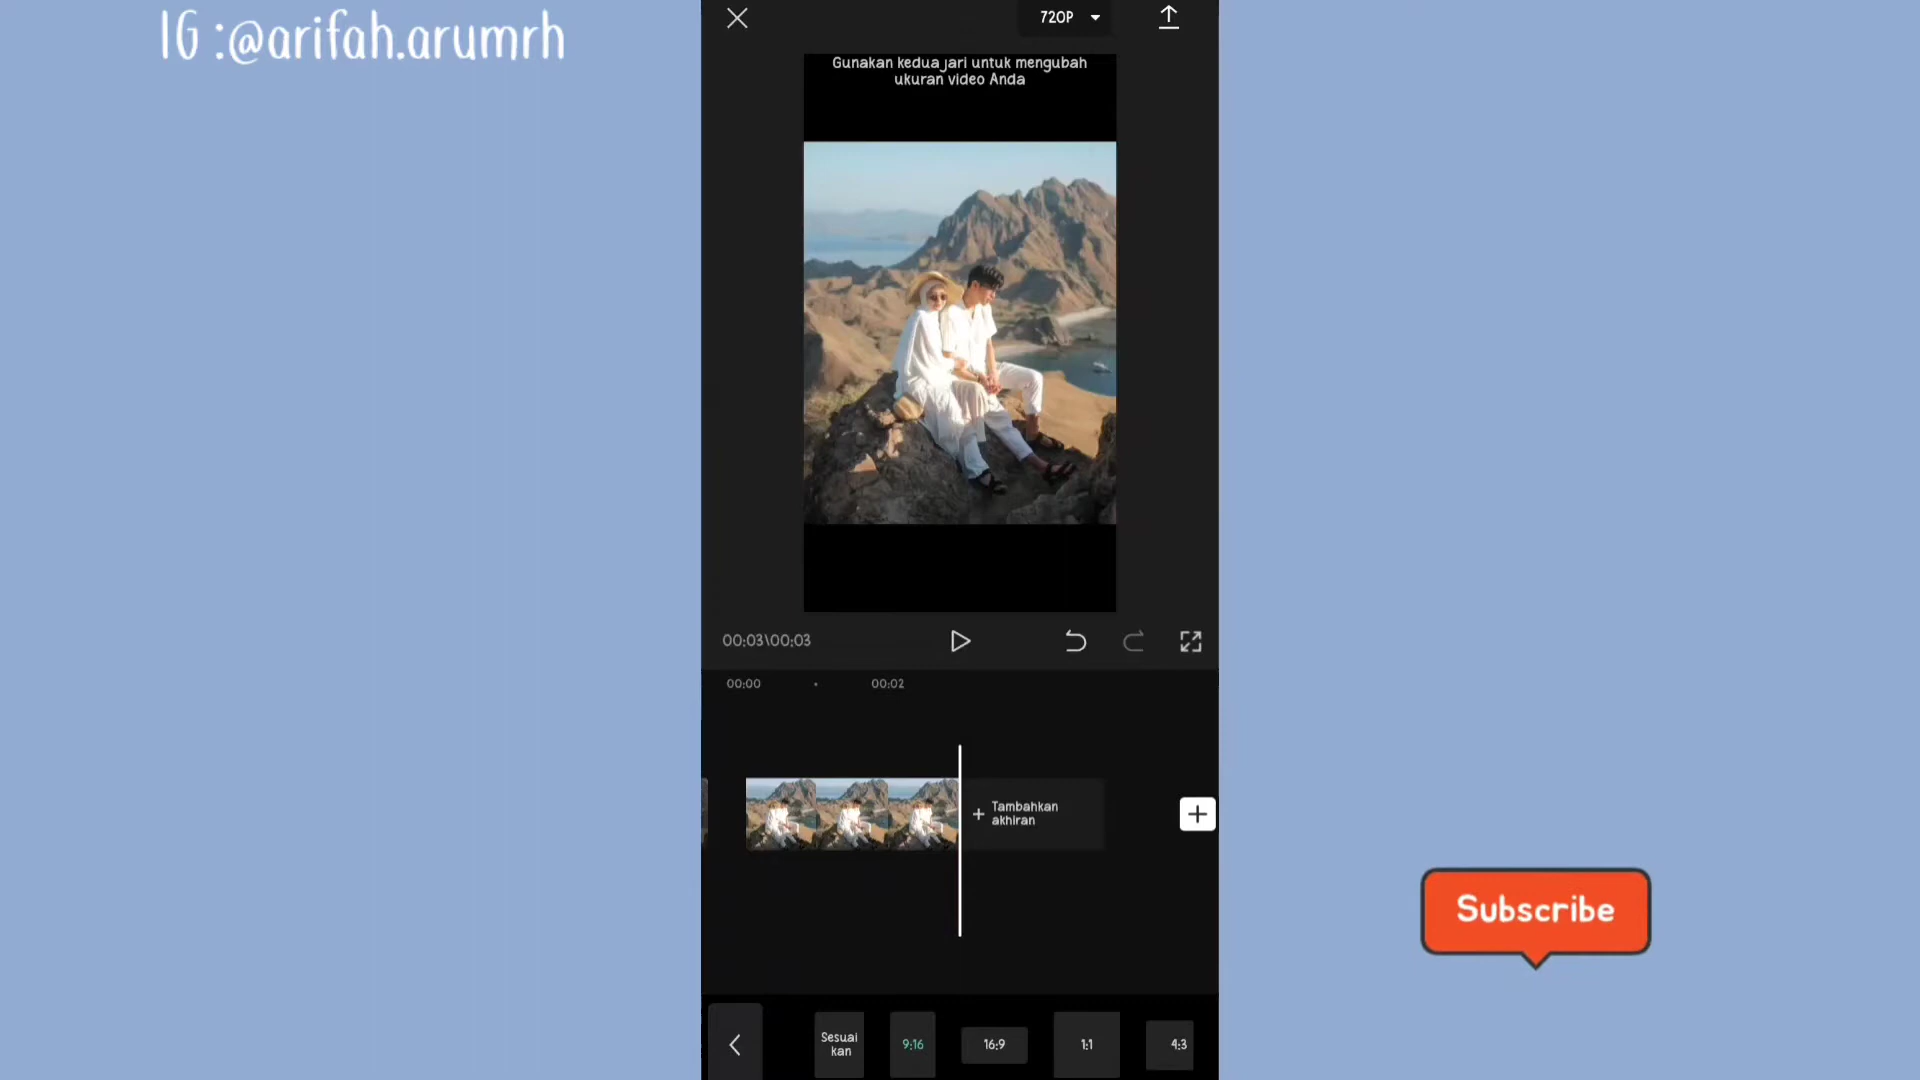 IG :@arifah.arumrh
720P
Gunakan kedua jari untuk mengubah
ukuran video Anda
00:03\00:03
00:00
00:02
+ Tambahkan
akhiran
Sesuai
kan
9:16
16:9
1:1
4:3
Subscribe